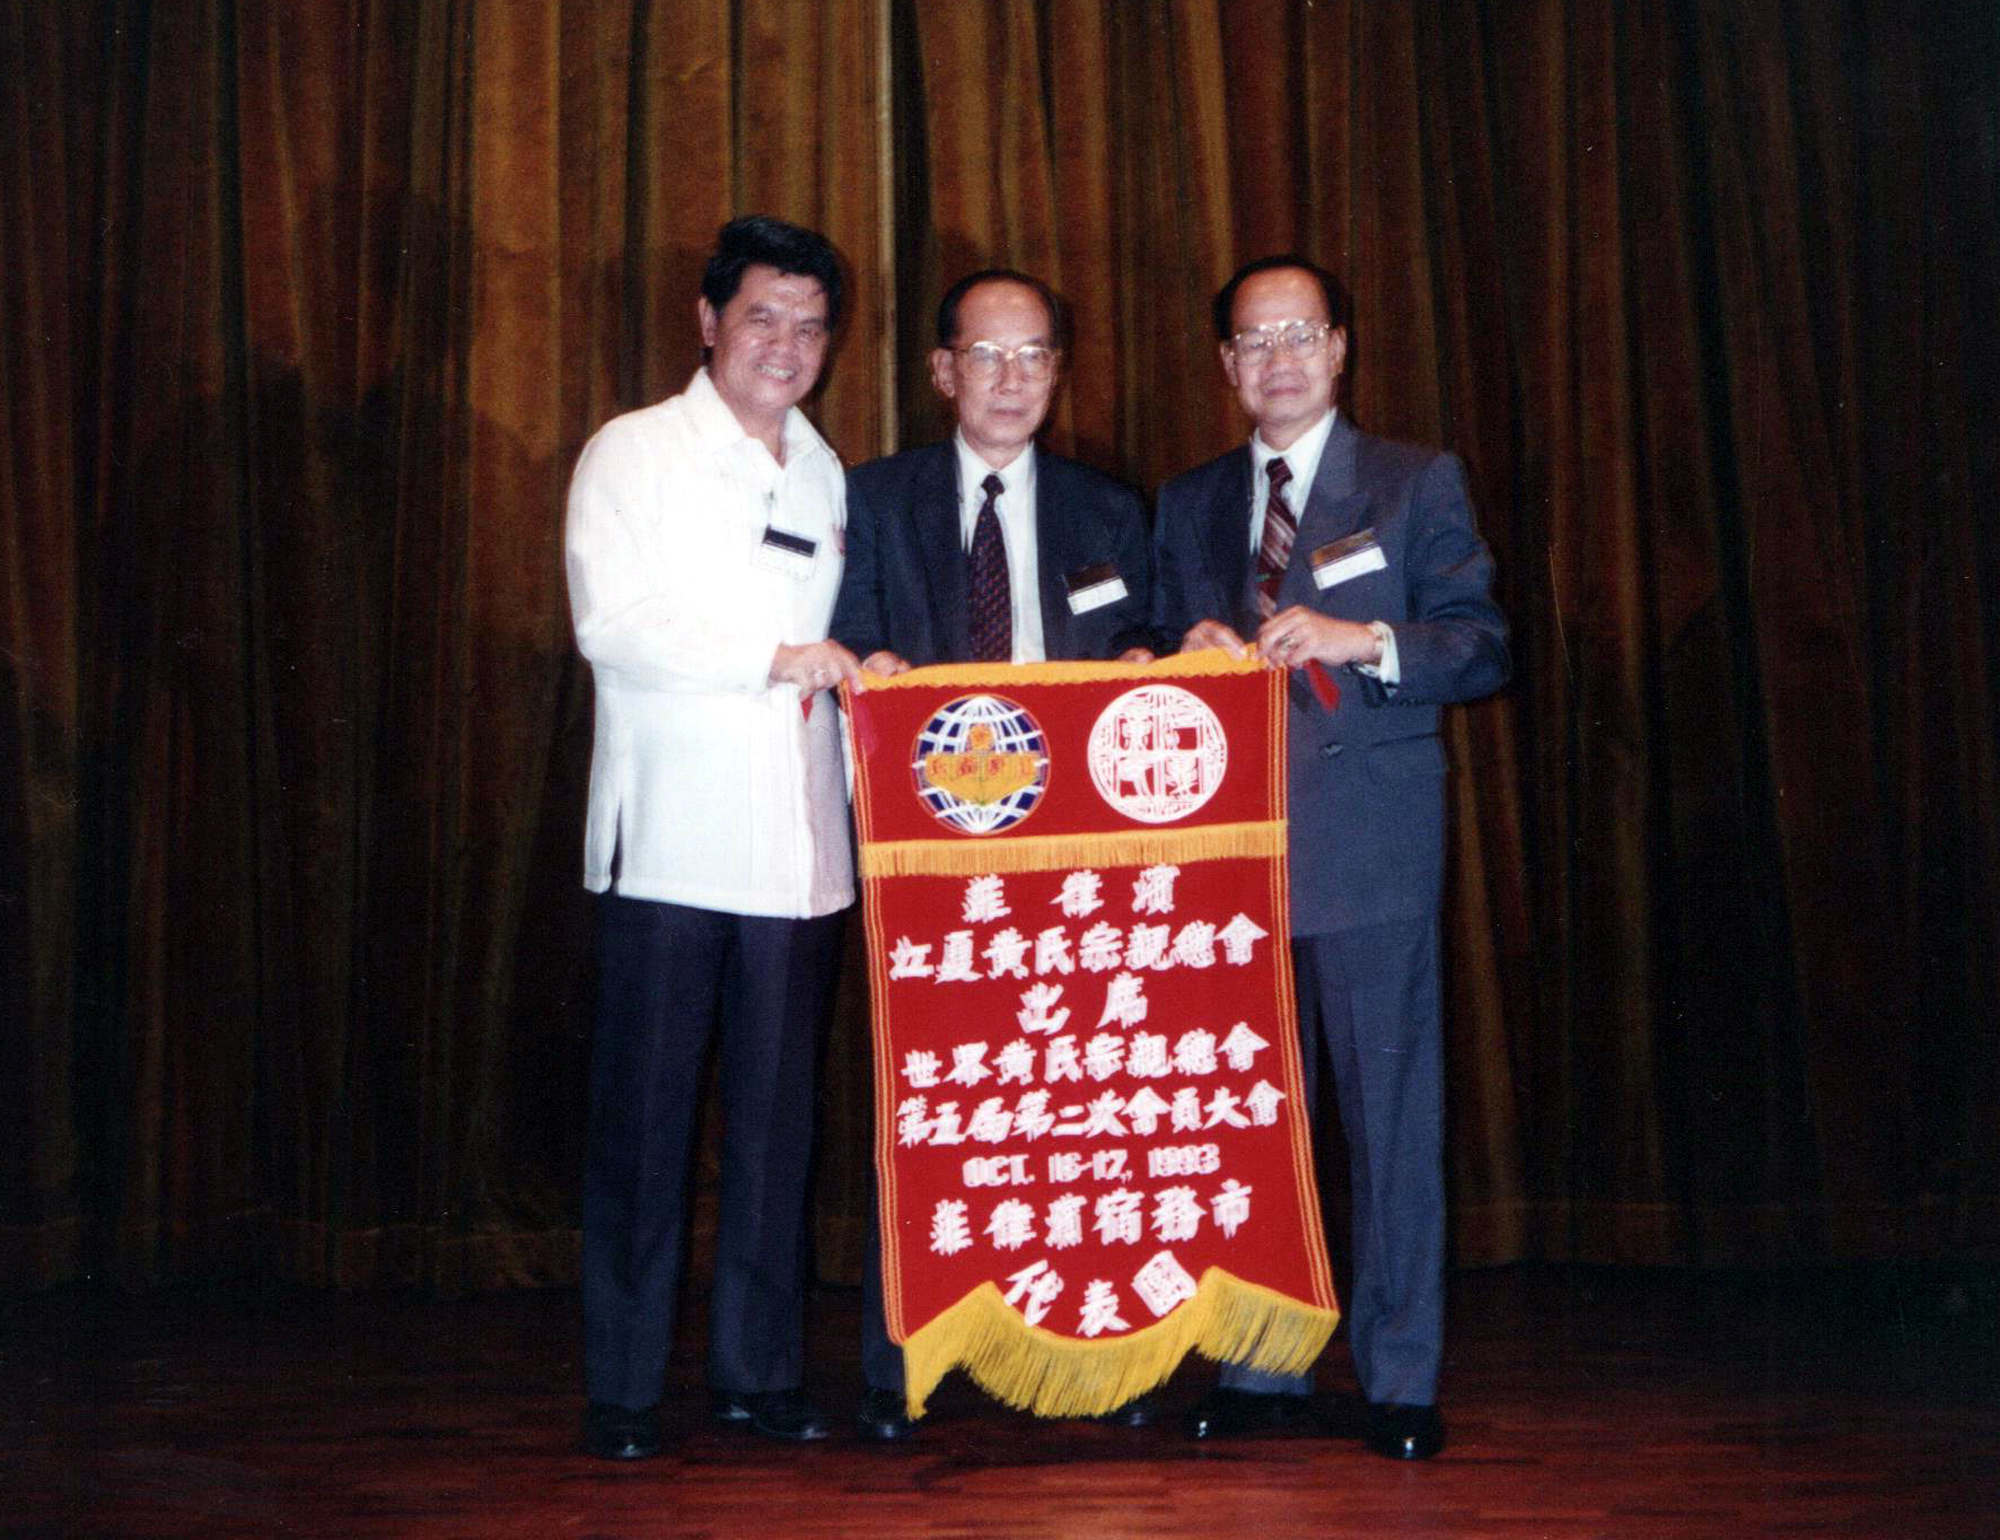 菲律濱
江夏黃氏宗親總會
出席
世界黃氏宗親總會
第五屆第二次會員大會
OCT. 16-17, 1993
菲律濱宿務市
代表團